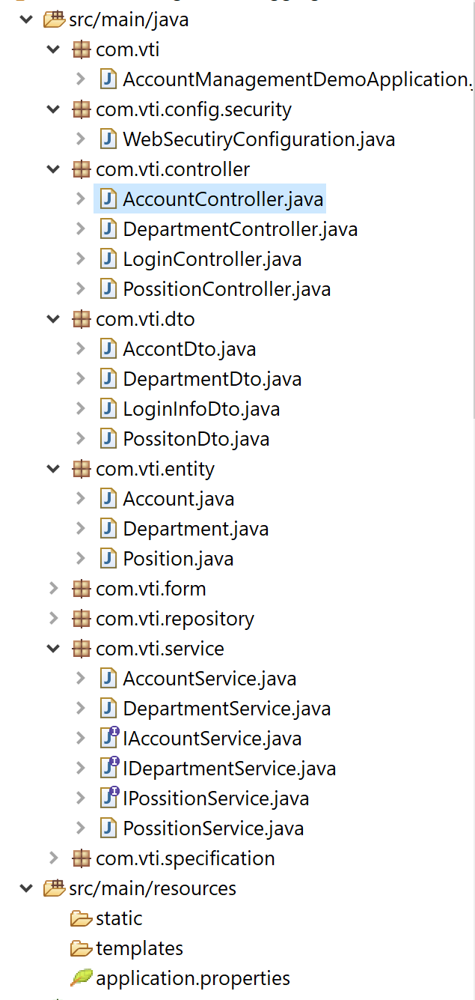 src/main/java
com.vti
AccountManagementDemoApplication.
com.vti.config.security
WebSecutiryConfiguration.java
com.vti.controller
AccountController.java
DepartmentController.java
LoginController.java
PossitionController.java
com.vti.dto
AccontDto.java
DepartmentDto.java
LoginInfoDto.java
PossitonDto.java
com.vti.entity
Account.java
Department.java
Position.java
com.vti.form
com.vti.repository
com.vti.service
AccountService.java
DepartmentService.java
IAccountService.java
IDepartmentService.java
IPossitionService.java
PossitionService.java
com.vti.specification
src/main/resources
static
templates
application.properties